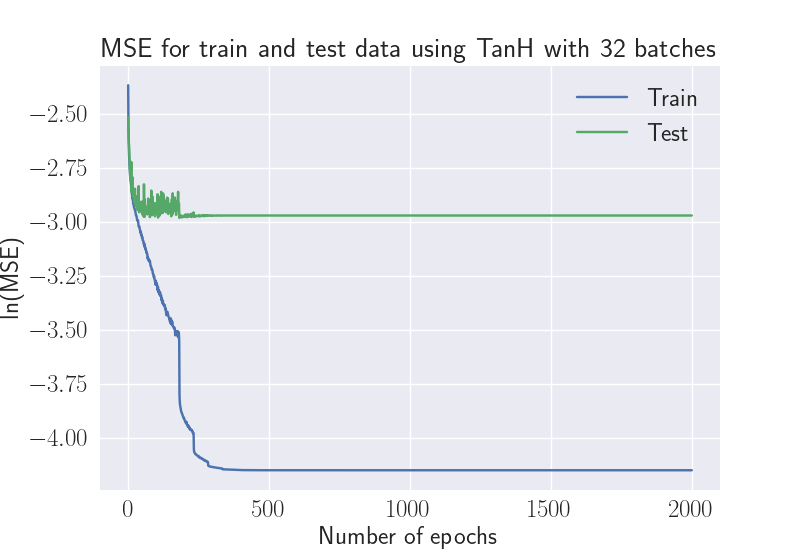 MSE for train and test data using TanH with 32 batches
Train
Test
−2.50
−2.75
−3.00
−3.25
−3.50
−3.75
−4.00
ln(MSE)
0
500
1000
1500
2000
Number of epochs